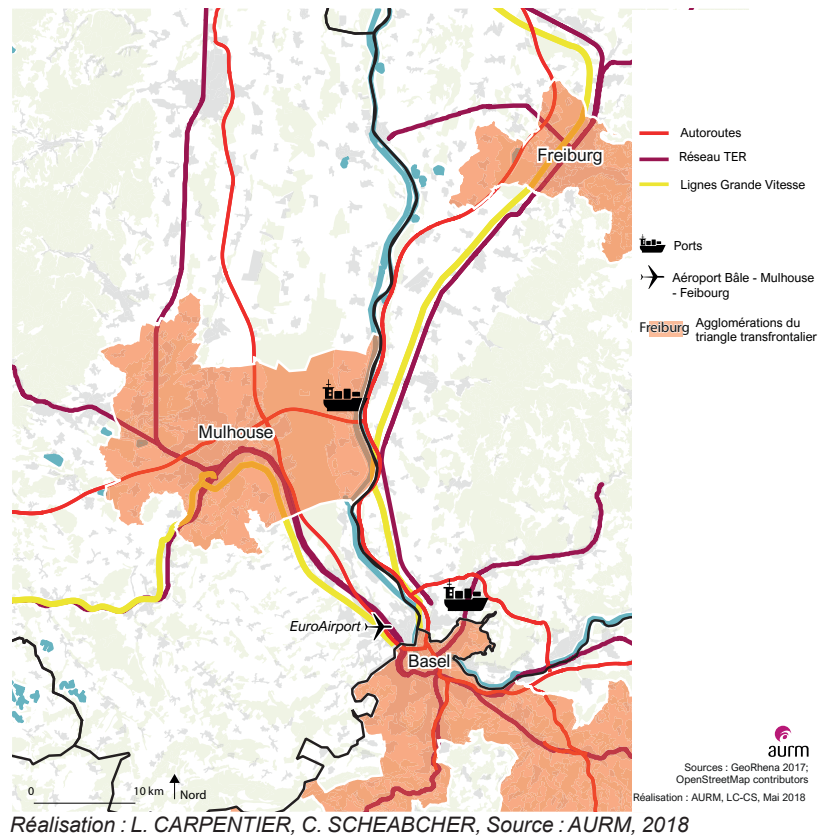 Freiburg
Mulhouse
EuroAirport
Basel
0
10 km
Nord
Autoroutes
Réseau TER
Lignes Grande Vitesse
Ports
Aéroport Bâle - Mulhouse
- Feibourg
Freiburg
Agglomérations du
triangle transfrontalier
aurm
Sources : GeoRhena 2017;
OpenStreetMap contributors
Réalisation : AURM, LC-CS, Mai 2018
Réalisation : L. CARPENTIER, C. SCHEABCHER, Source : AURM, 2018